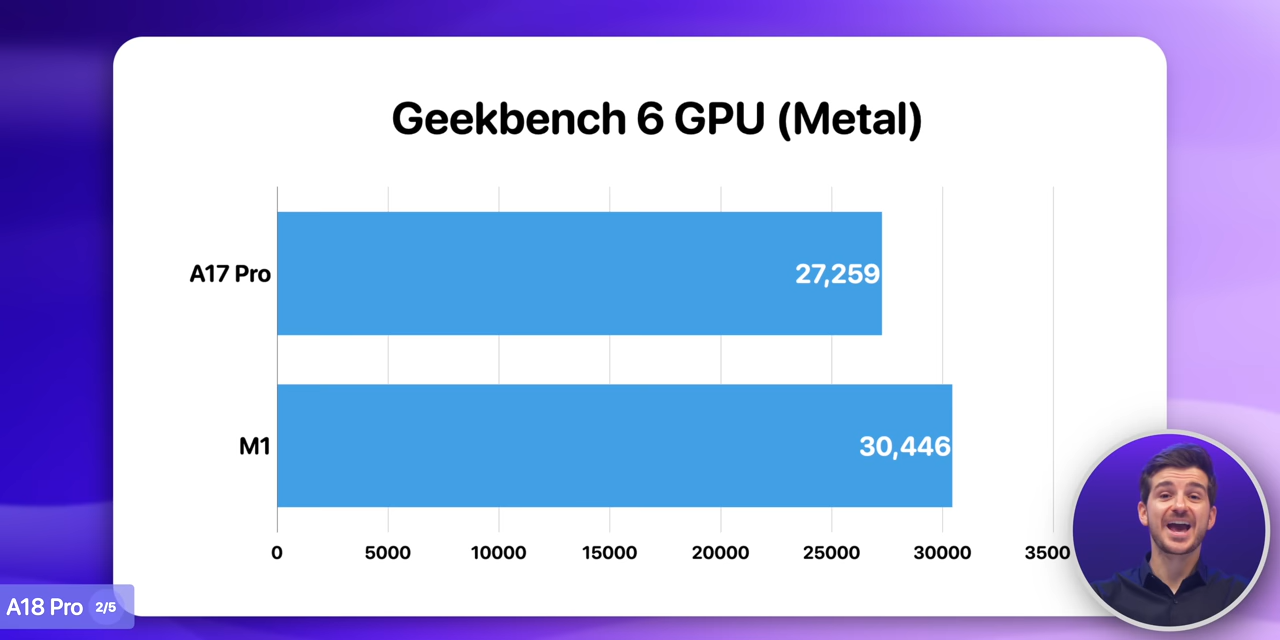 Geekbench 6 GPU (Metal)
A17 Pro
27,259
M1
30,446
0 5000 10000 15000 20000 25000 30000 3500
A18 Pro 2/5